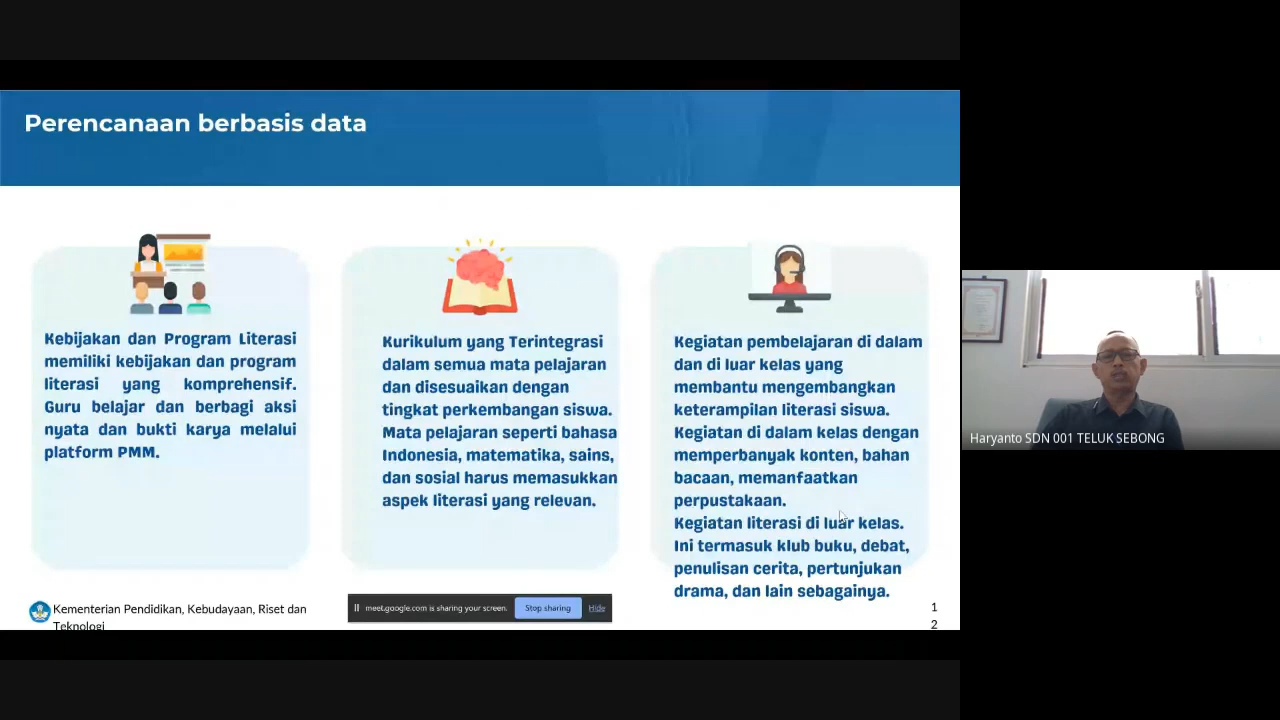 Perencanaan berbasis data
Kebijakan dan Program Literasi
memiliki kebijakan dan program
literasi yang komprehensif.
Guru belajar dan berbagi aksi
nyata dan bukti karya melalui
platform PMM.
Kurikulum yang Terintegrasi
dalam semua mata pelajaran
dan disesuaikan dengan
tingkat perkembangan siswa.
Mata pelajaran seperti bahasa
Indonesia, matematika, sains,
dan sosial harus memasukkan
aspek literasi yang relevan.
Kegiatan pembelajaran di dalam
dan di luar kelas yang
membantu mengembangkan
keterampilan literasi siswa.
Kegiatan di dalam kelas dengan
memperbanyak konten, bahan
bacaan, memanfaatkan
perpustakaan.
Kegiatan literasi di luar kelas.
Ini termasuk klub buku, debat,
penulisan cerita, pertunjukan
drama, dan lain sebagainya.
Kementerian Pendidikan, Kebudayaan, Riset dan
Teknologi
meet.google.com is sharing your screen. Stop sharing Hide
1
2
Haryanto SDN 001 TELUK SEBONG